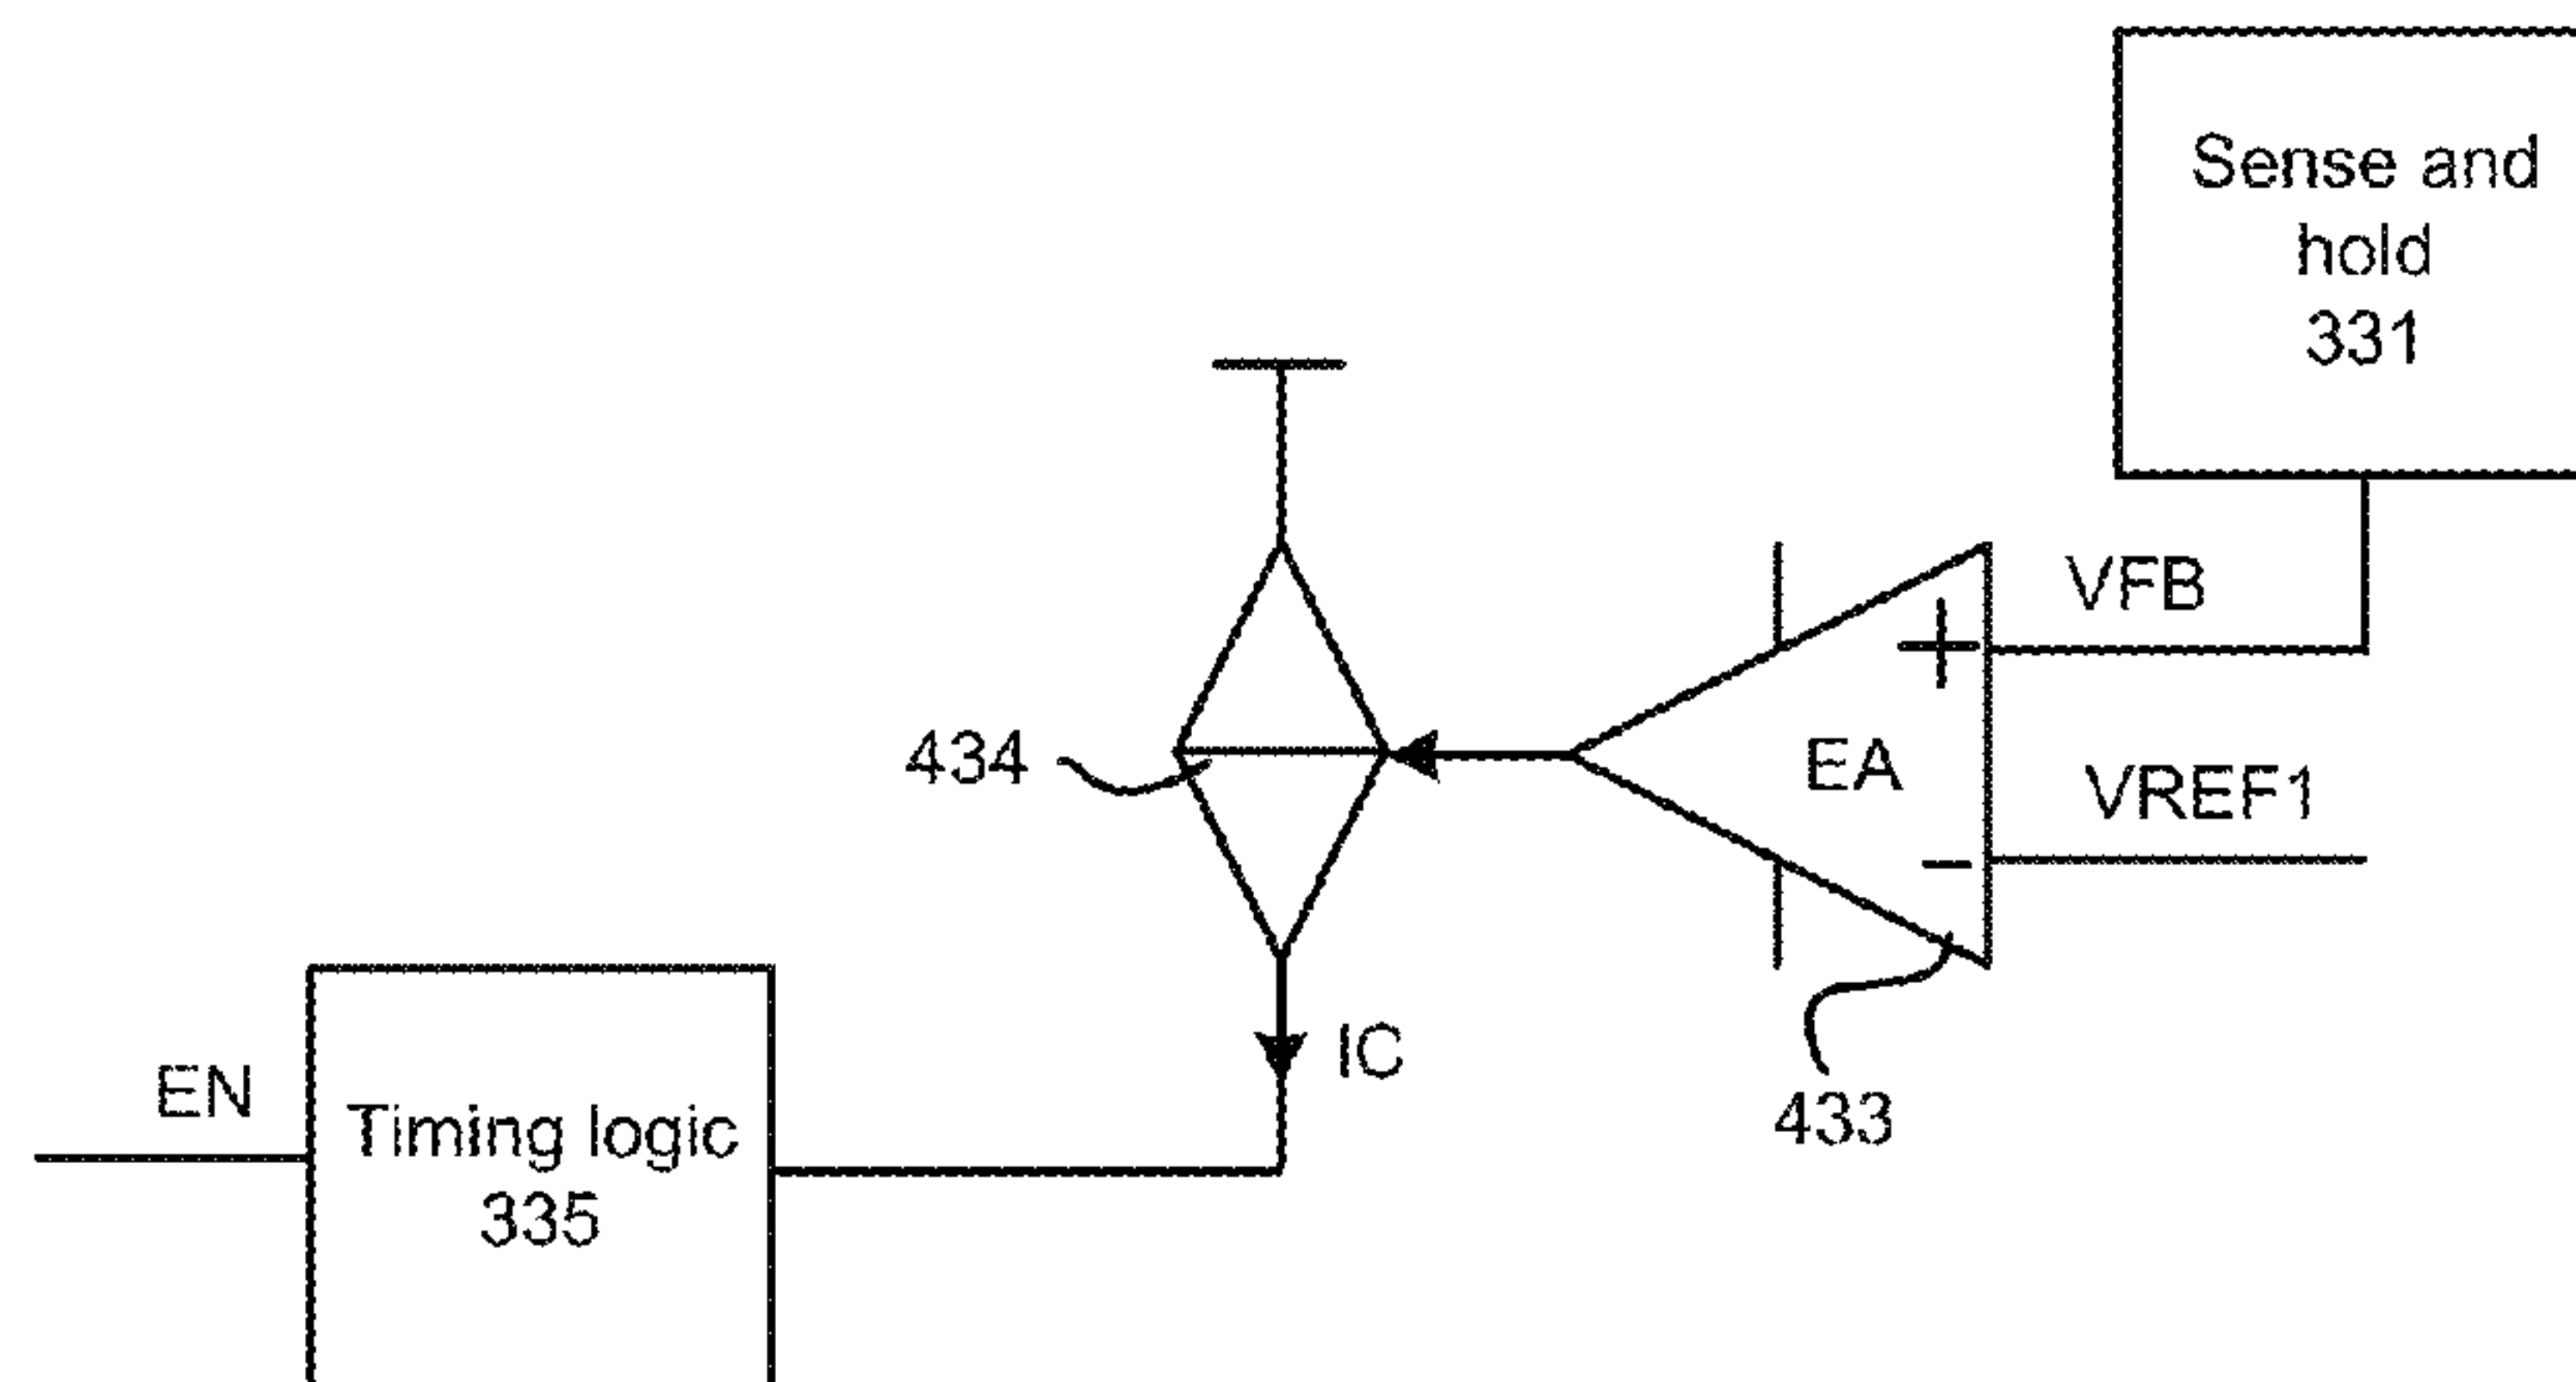 Sense and
hold
331
VFB
+
434
EA
VREF1
-
IC
EN
Timing logic
335
433